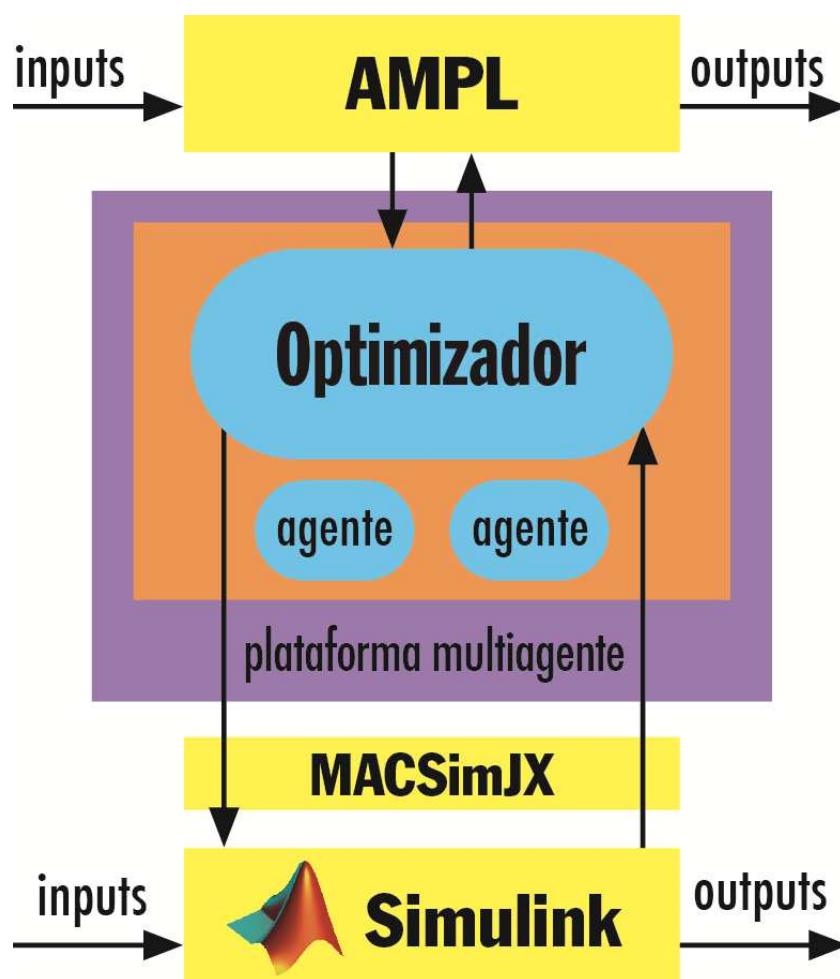 inputs
AMPL
outputs
Optimizador
agente
agente
plataforma multiagente
MACSimJX
inputs
Simulink
outputs